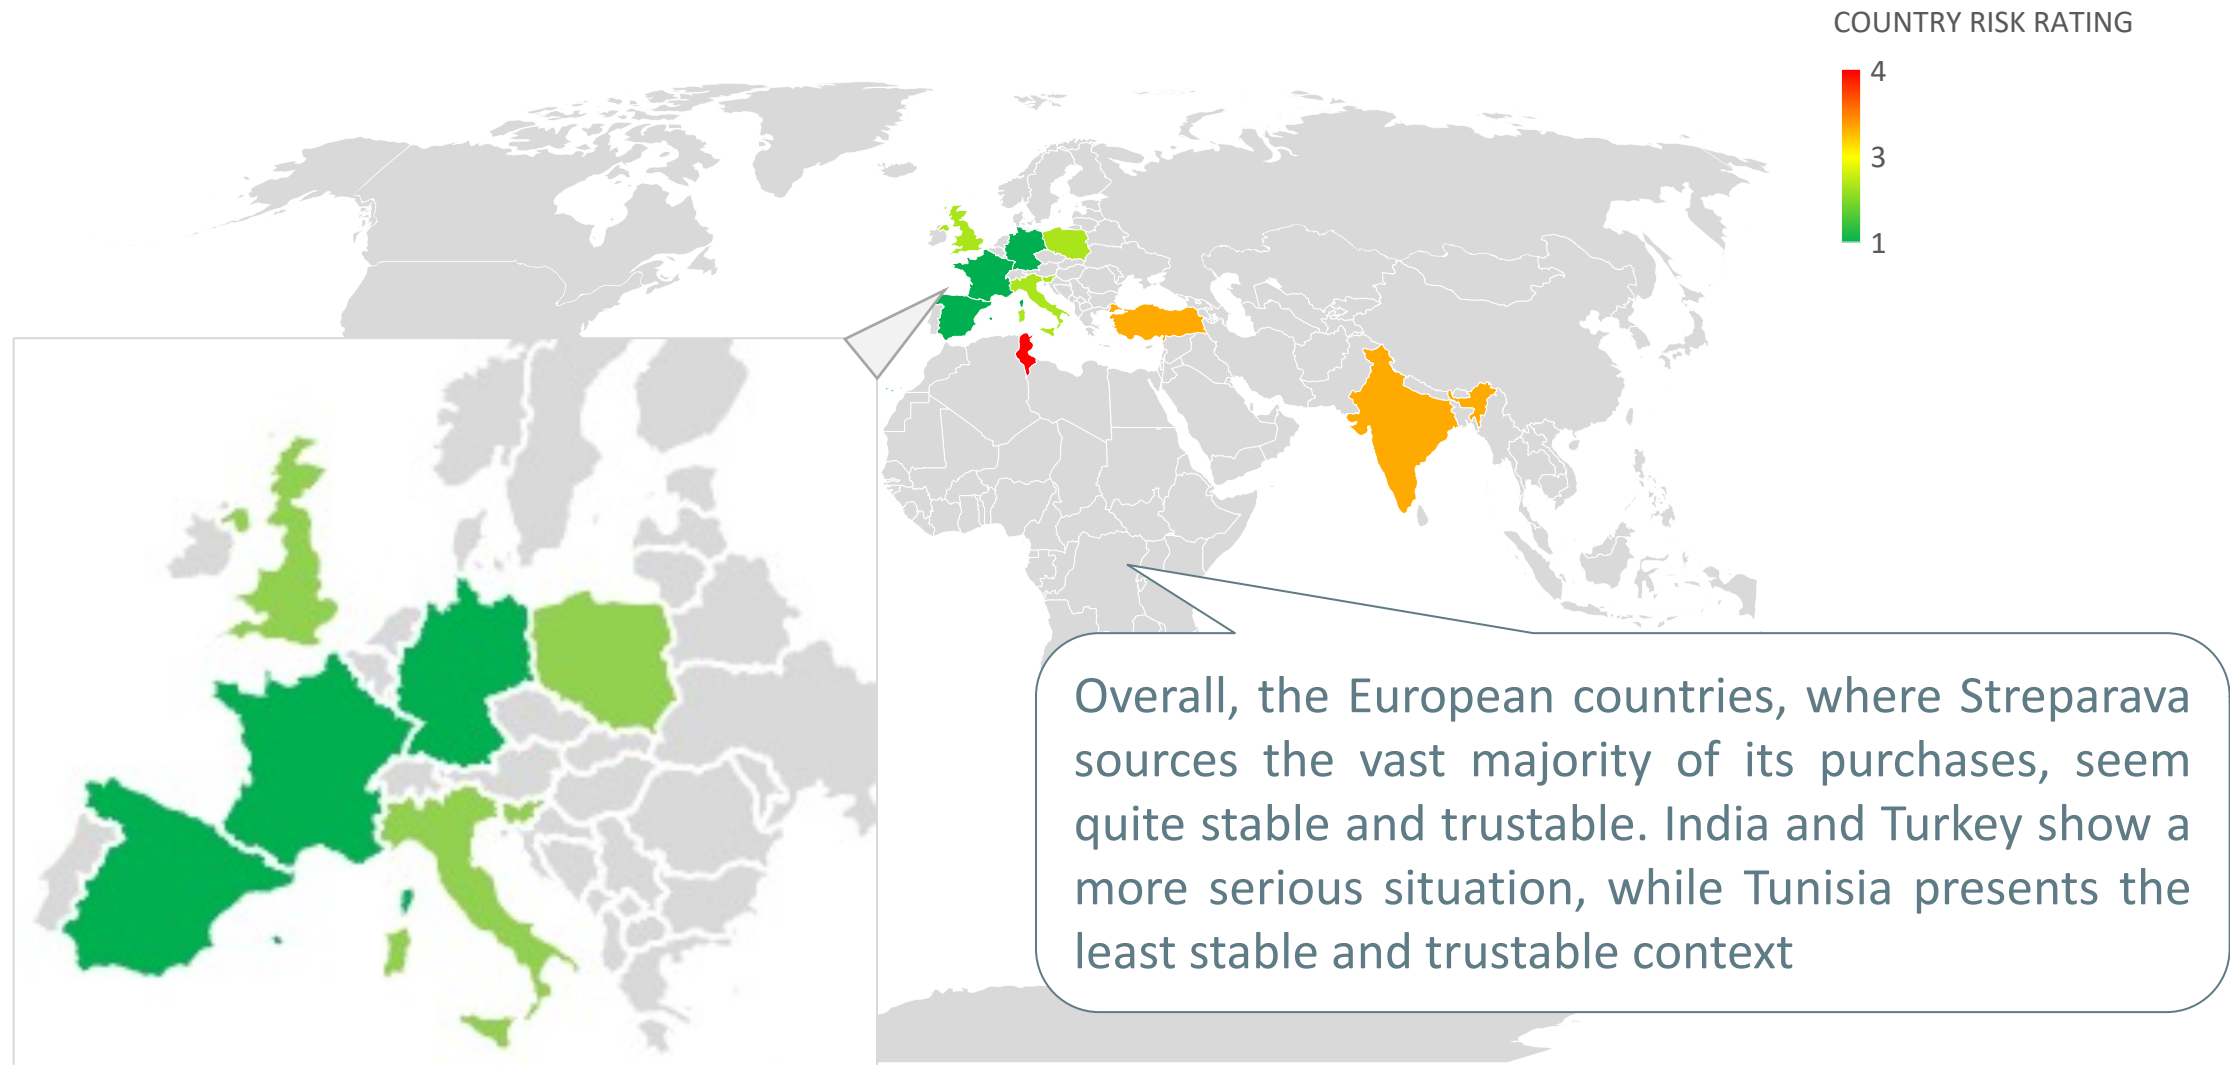 COUNTRY RISK RATING
4
3
1
Overall, the European countries, where Streparava
sources the vast majority of its purchases, seem
quite stable and trustable. India and Turkey show a
more serious situation, while Tunisia presents the
least stable and trustable context